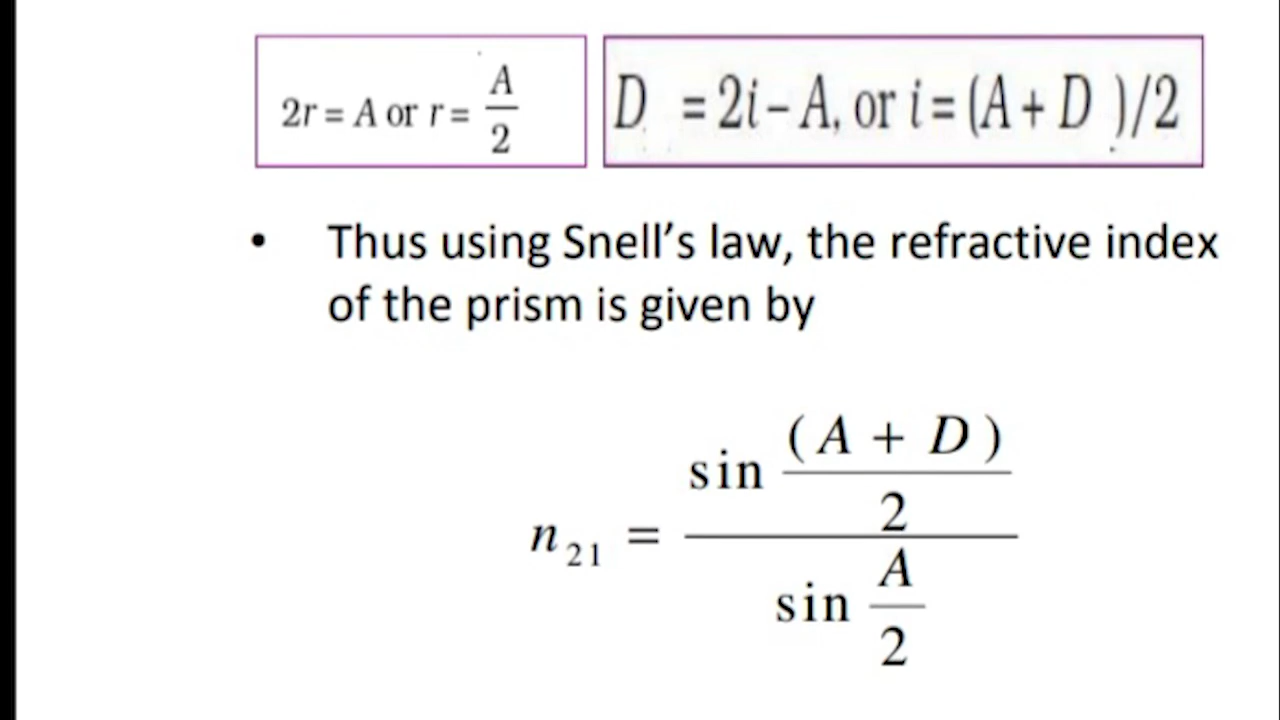 2r = A or r = A/2
D = 2i – A, or i = (A + D )/2
• Thus using Snell’s law, the refractive index
of the prism is given by
n₂₁ = sin (A + D)/2 / sin A/2